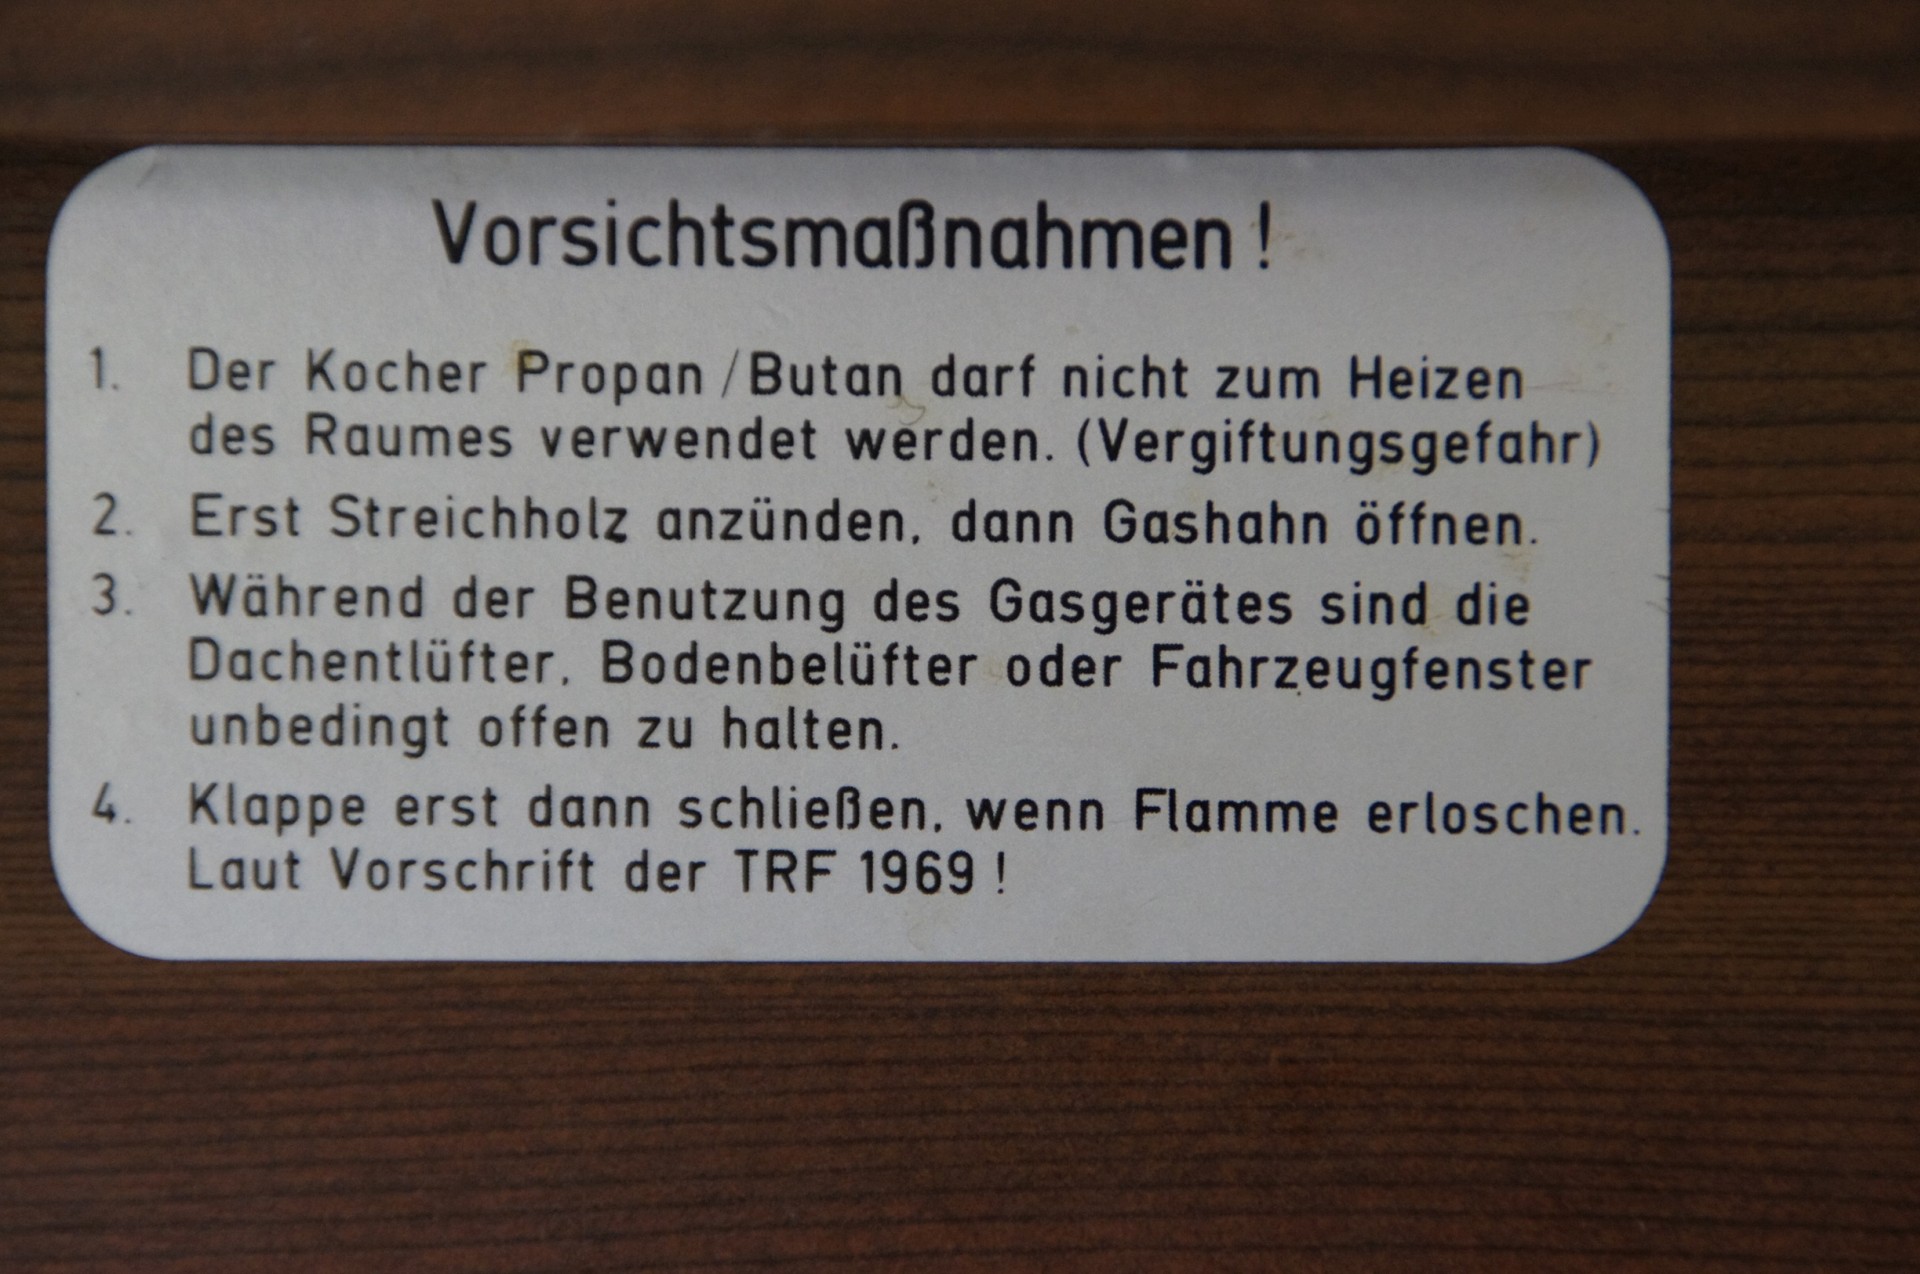 Vorsichtsmaßnahmen !
1. Der Kocher Propan / Butan darf nicht zum Heizen
des Raumes verwendet werden. (Vergiftungsgefahr)
2. Erst Streichholz anzünden, dann Gashahn öffnen.
3. Während der Benutzung des Gasgerätes sind die
Dachentlüfter, Bodenbelüfter oder Fahrzeugfenster
unbedingt offen zu halten.
4. Klappe erst dann schließen, wenn Flamme erloschen.
Laut Vorschrift der TRF 1969 !